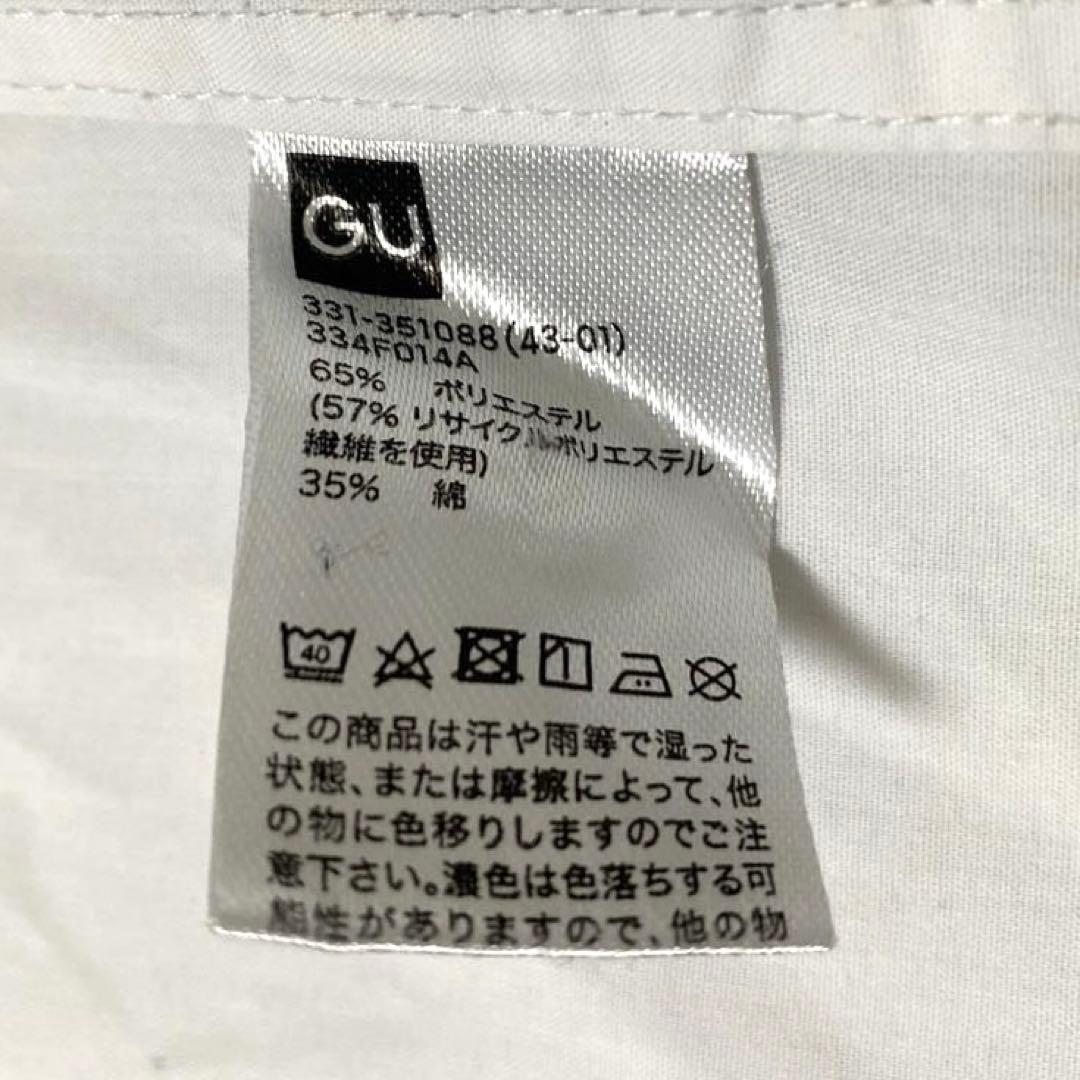 GU
331-351088(43-01)
334F014A
65% ポリエステル
(57% リサイクルポリエステル
繊維を使用)
35% 綿
40
この商品は汗や雨等で湿った
状態、または摩擦によって、他
の物に色移りしますのでご注
意下さい。濃色は色落ちする可
能性がありますので、他の物